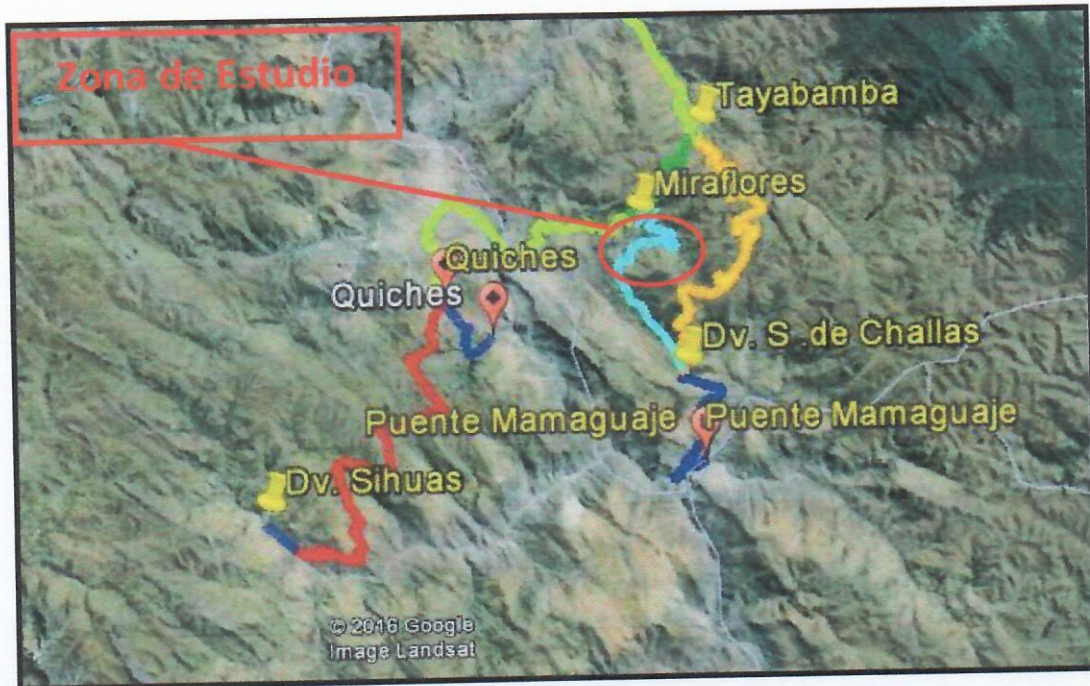 Zona de Estudio
Tayabamba
Miraflores
Quiches
Quiches
Dv. S .de Challas
Puente Mamaguaje
Puente Mamaguaje
Dv. Sihuas
© 2016 Google
Image Landsat